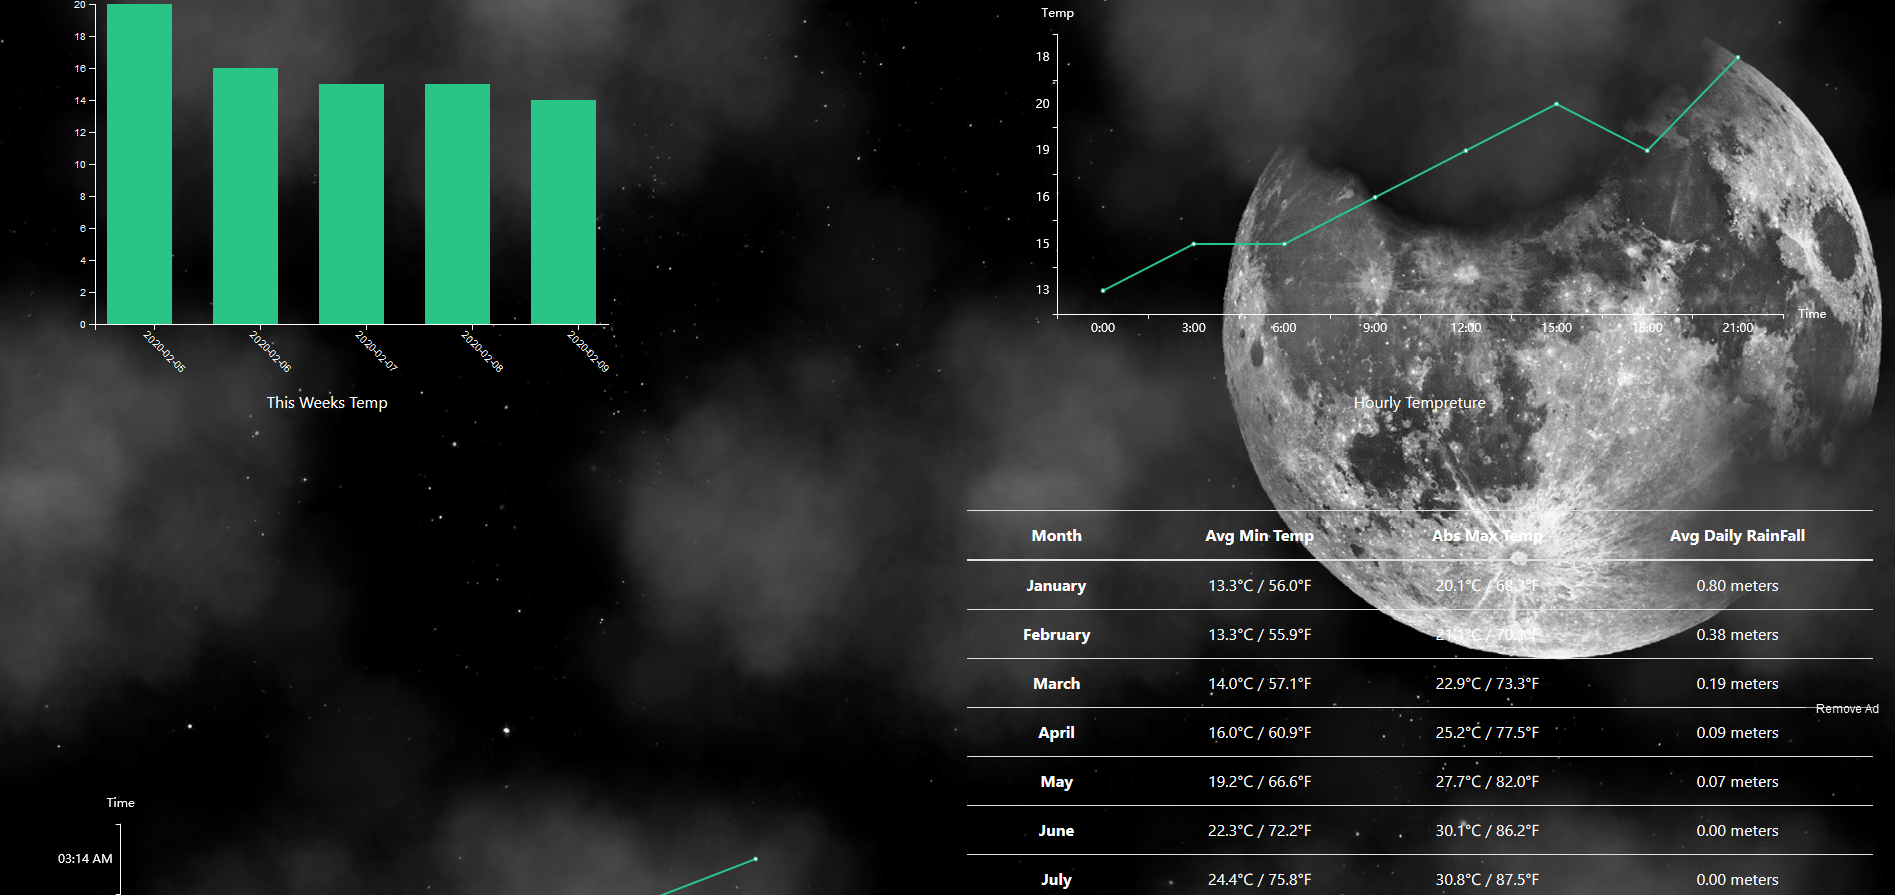 20
18
16
14
12
10
8
6
4
2
0
2020-02-05 2020-02-06 2020-02-07 2020-02-08 2020-02-09
This Weeks Temp
Temp
18
20
19
16
15
13
0:00 3:00 6:00 9:00 12:00 15:00 18:00 21:00 Time
Hourly Tempreture
Month Avg Min Temp Abs Max Temp Avg Daily RainFall
January 13.3°C / 56.0°F 20.1°C / 68.3°F 0.80 meters
February 13.3°C / 55.9°F 21.1°C / 70.1°F 0.38 meters
March 14.0°C / 57.1°F 22.9°C / 73.3°F 0.19 meters
Remove Ad
April 16.0°C / 60.9°F 25.2°C / 77.5°F 0.09 meters
May 19.2°C / 66.6°F 27.7°C / 82.0°F 0.07 meters
June 22.3°C / 72.2°F 30.1°C / 86.2°F 0.00 meters
July 24.4°C / 75.8°F 30.8°C / 87.5°F 0.00 meters
Time
03:14 AM